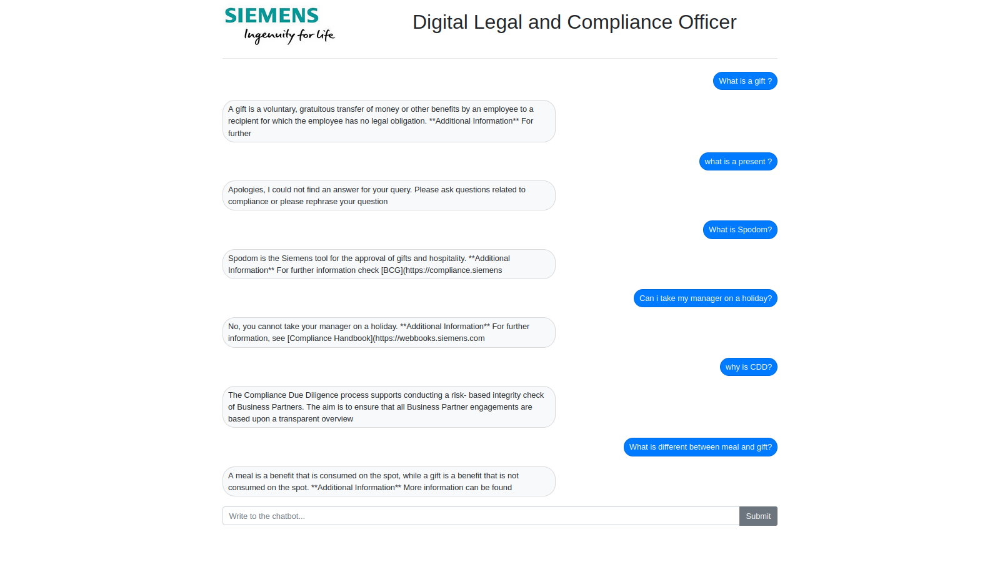 SIEMENS
Ingenuity for life
Digital Legal and Compliance Officer
What is a gift ?
A gift is a voluntary, gratuitous transfer of money or other benefits by an employee to a
recipient for which the employee has no legal obligation. **Additional Information** For
further
what is a present ?
Apologies, I could not find an answer for your query. Please ask questions related to
compliance or please rephrase your question
What is Spodom?
Spodom is the Siemens tool for the approval of gifts and hospitality. **Additional
Information** For further information check [BCG](https://compliance.siemens
Can i take my manager on a holiday?
No, you cannot take your manager on a holiday. **Additional Information** For further
information, see [Compliance Handbook](https://webbooks.siemens.com
why is CDD?
The Compliance Due Diligence process supports conducting a risk- based integrity check
of Business Partners. The aim is to ensure that all Business Partner engagements are
based upon a transparent overview
What is different between meal and gift?
A meal is a benefit that is consumed on the spot, while a gift is a benefit that is not
consumed on the spot. **Additional Information** More information can be found
Write to the chatbot...
Submit